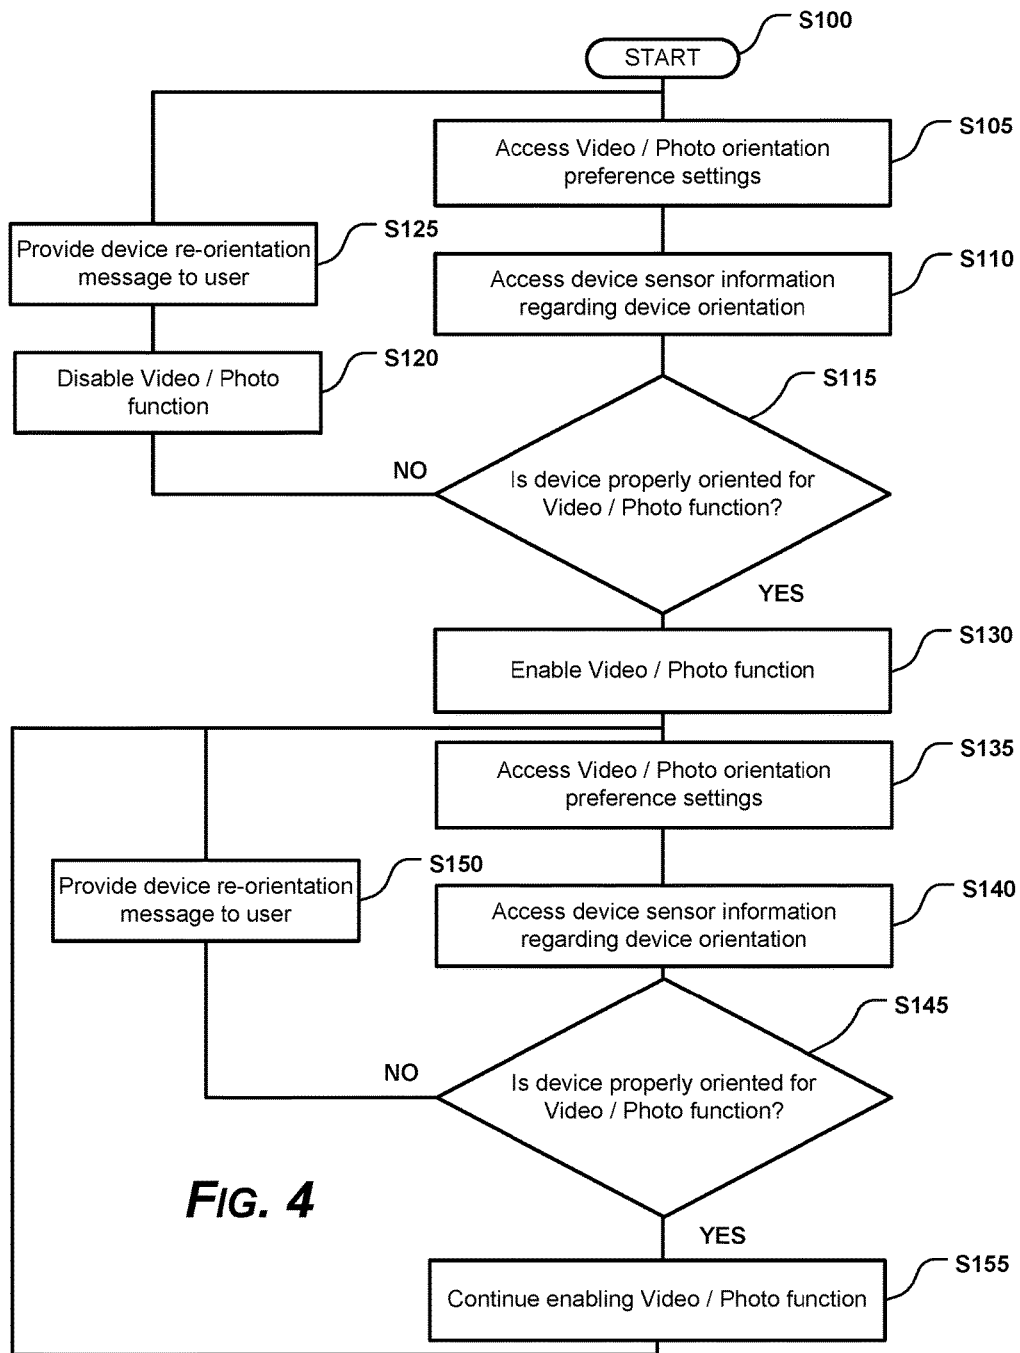 S100
START
S105
Access Video / Photo orientation
preference settings
S125
Provide device re-orientation
message to user
S110
Access device sensor information
regarding device orientation
S120
Disable Video / Photo
function
S115
NO
Is device properly oriented for
Video / Photo function?
YES
S130
Enable Video / Photo function
S135
Access Video / Photo orientation
preference settings
S150
Provide device re-orientation
message to user
S140
Access device sensor information
regarding device orientation
S145
NO
Is device properly oriented for
Video / Photo function?
FIG. 4
YES
S155
Continue enabling Video / Photo function